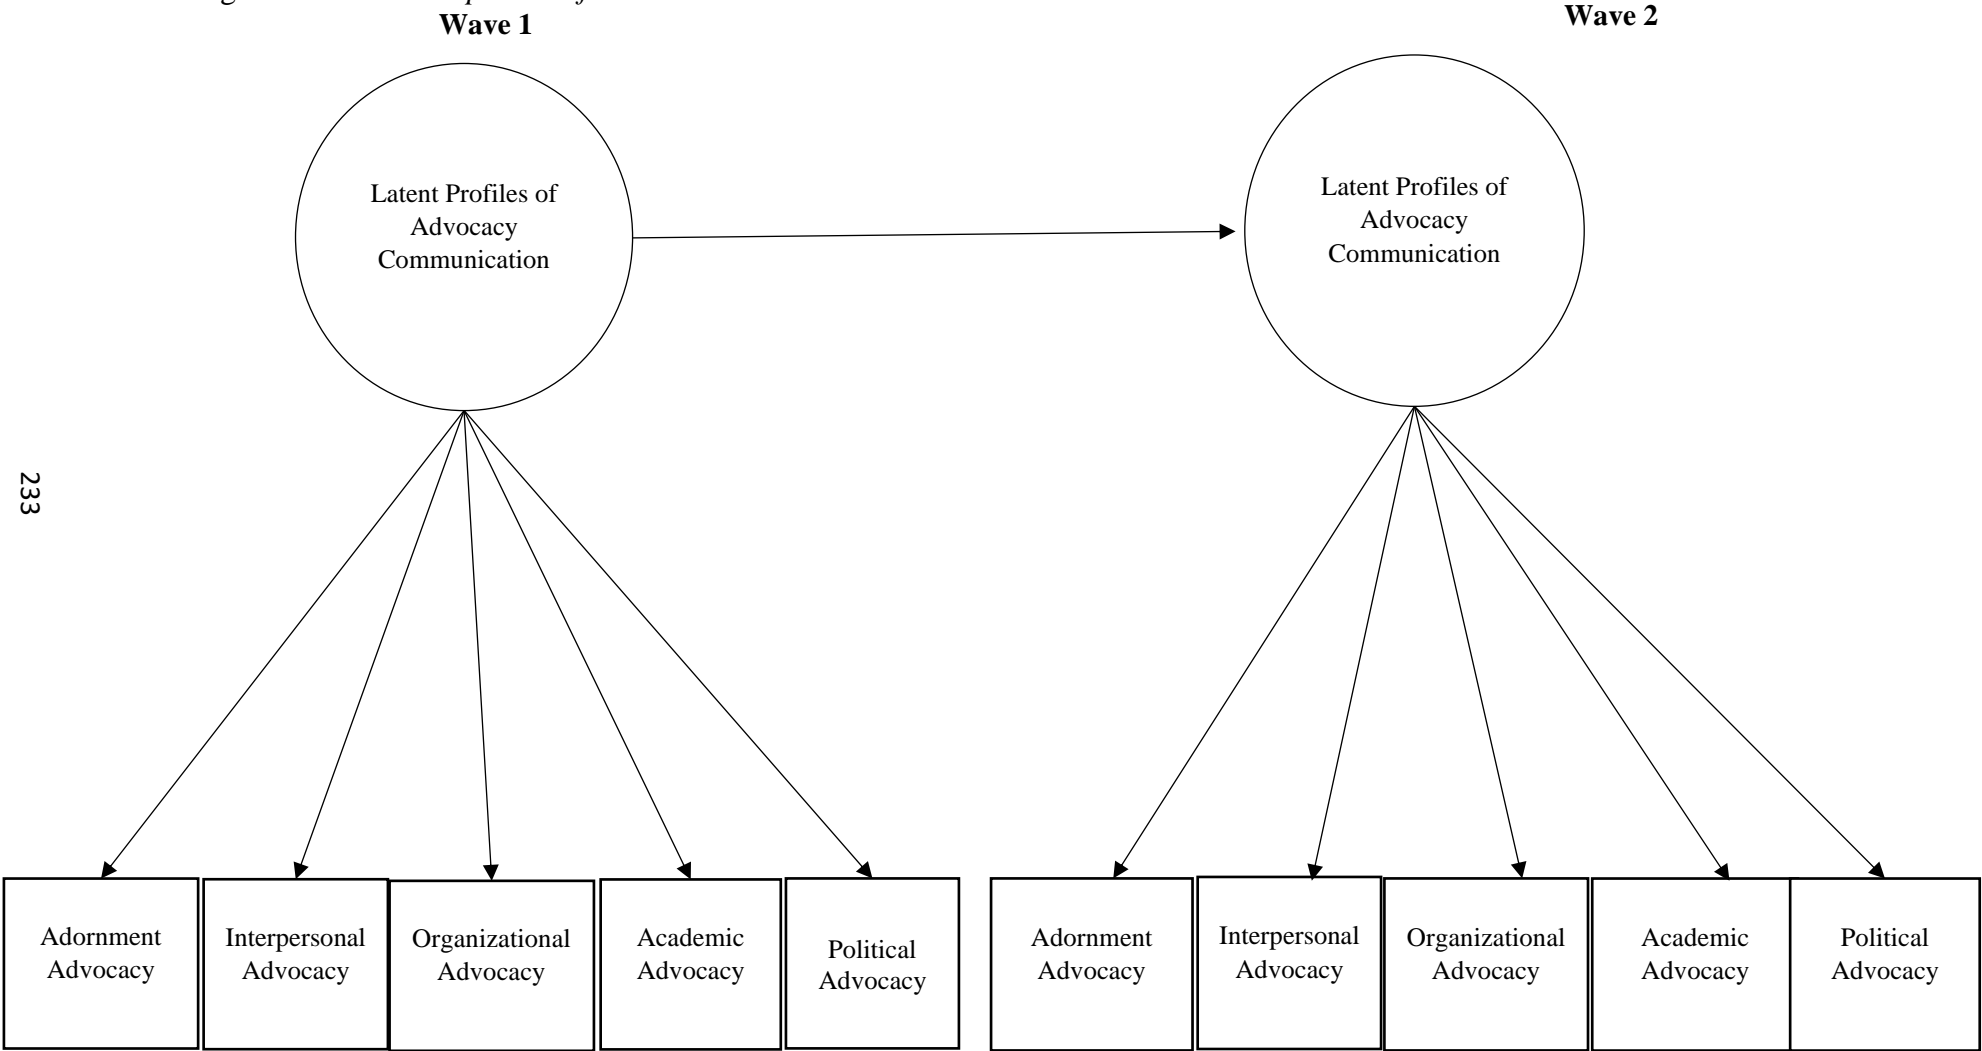 Wave 1
Wave 2
Latent Profiles of
Advocacy
Communication
Latent Profiles of
Advocacy
Communication
233
Adornment
Advocacy
Interpersonal
Advocacy
Organizational
Advocacy
Academic
Advocacy
Political
Advocacy
Adornment
Advocacy
Interpersonal
Advocacy
Organizational
Advocacy
Academic
Advocacy
Political
Advocacy